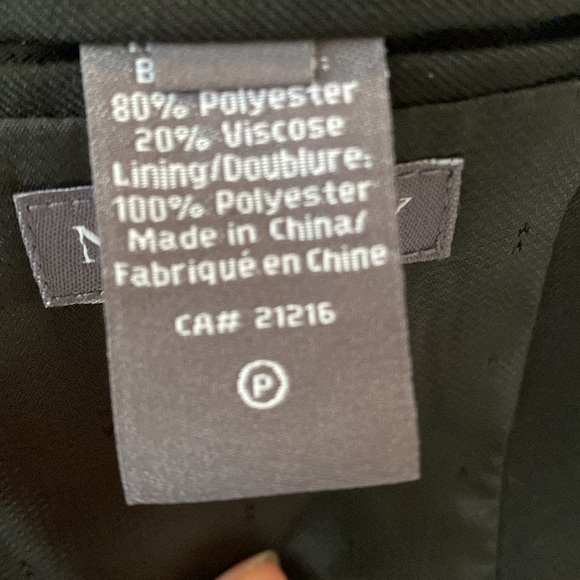 B
80% Polyester
20% Viscose
Lining/Doublure:
100% Polyester
Made in China/
Fabriqué en Chine
CA# 21216
P
N
Y